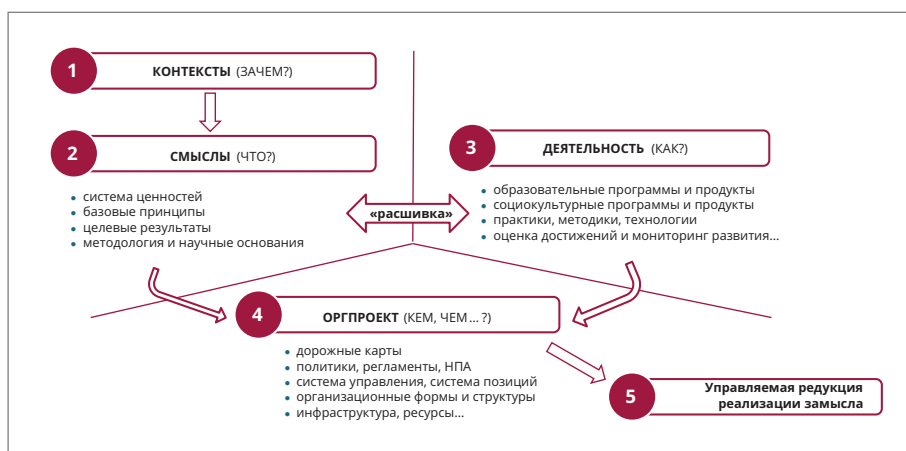 1
КОНТЕКСТЫ (ЗАЧЕМ?)
2
СМЫСЛЫ (ЧТО?)
• система ценностей
• базовые принципы
• целевые результаты
• методология и научные основания
«расшивка»
3
ДЕЯТЕЛЬНОСТЬ (КАК?)
• образовательные программы и продукты
• социокультурные программы и продукты
• практики, методики, технологии
• оценка достижений и мониторинг развития...
4
ОРГПРОЕКТ (КЕМ, ЧЕМ... ?)
• дорожные карты
• политики, регламенты, НПА
• система управления, система позиций
• организационные формы и структуры
• инфраструктура, ресурсы...
5
Управляемая редукция
реализации замысла